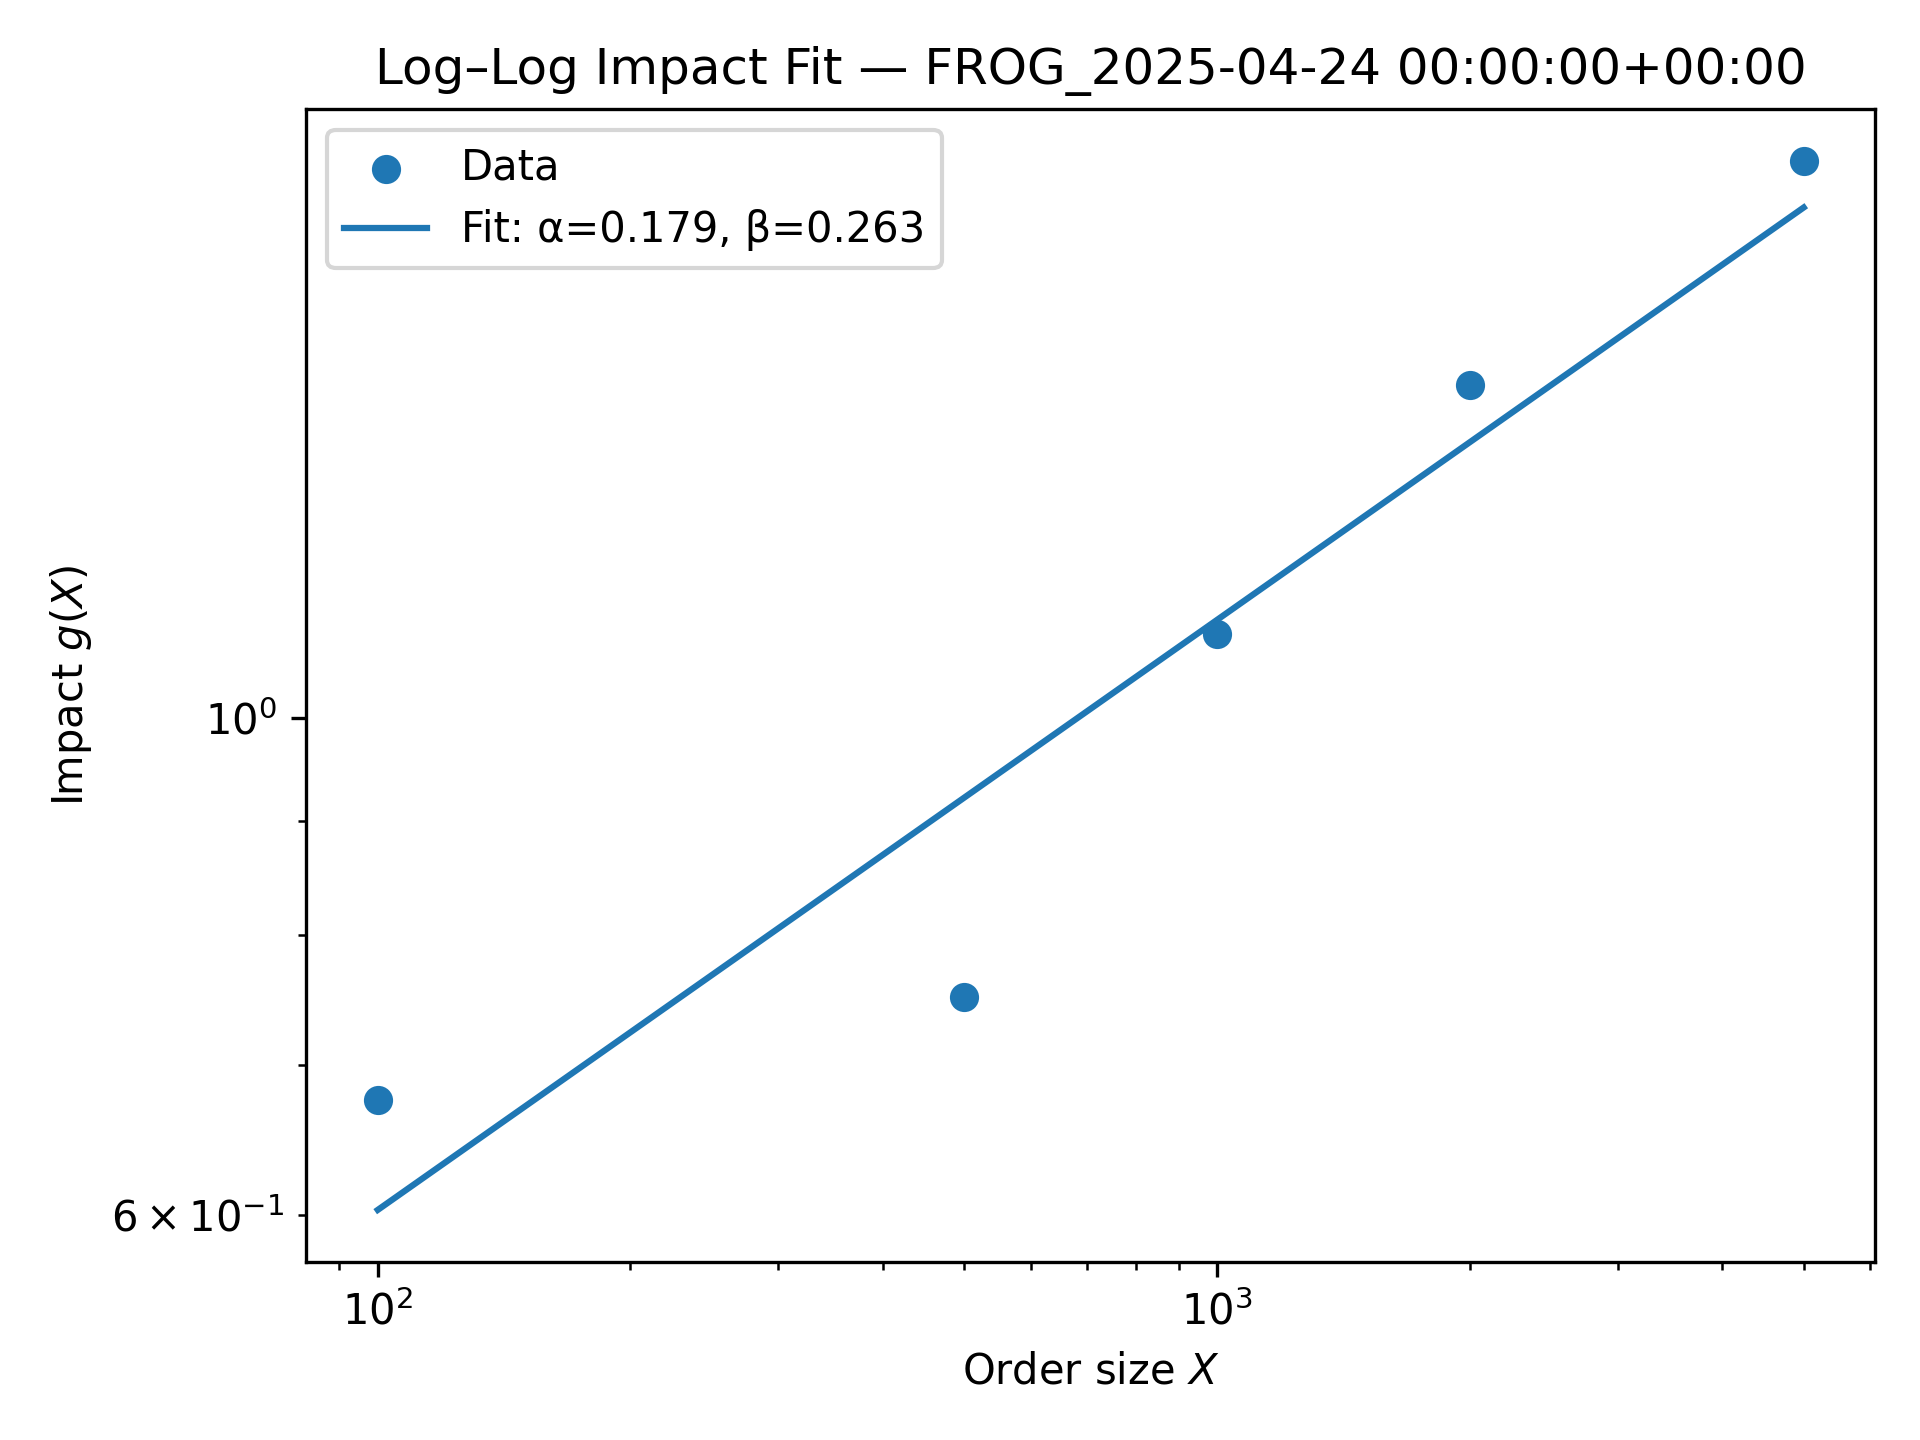 Log–Log Impact Fit — FROG_2025-04-24 00:00:00+00:00
Data
Fit: α=0.179, β=0.263
Impact g(X)
10⁰
6 × 10⁻¹
10² 10³
Order size X